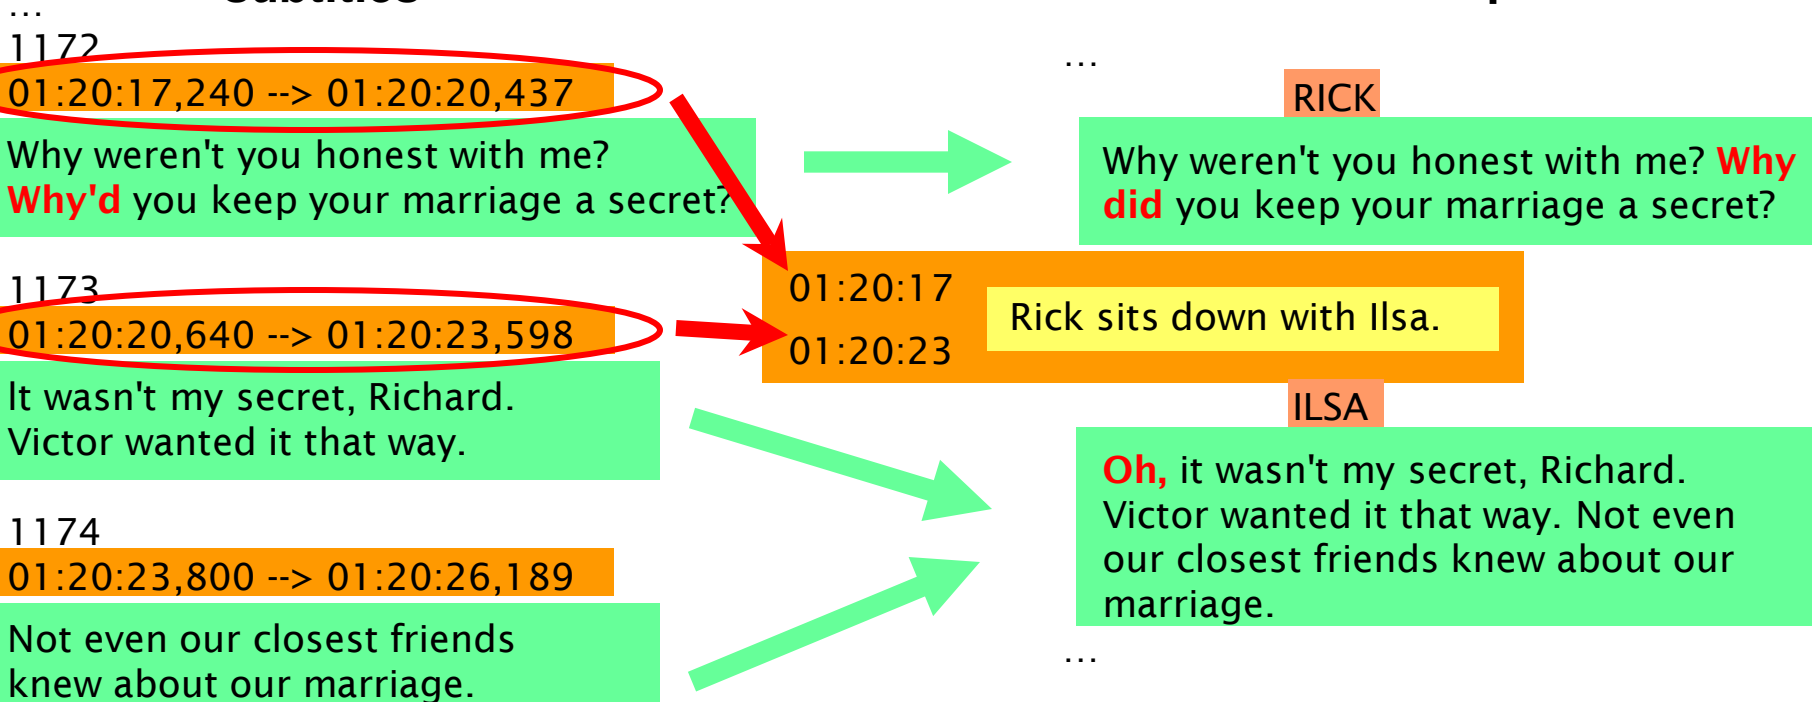 …
1172
01:20:17,240 --> 01:20:20,437
Why weren't you honest with me?
Why'd you keep your marriage a secret?
1173
01:20:20,640 --> 01:20:23,598
It wasn't my secret, Richard.
Victor wanted it that way.
1174
01:20:23,800 --> 01:20:26,189
Not even our closest friends
knew about our marriage.
…
RICK
Why weren't you honest with me? Why
did you keep your marriage a secret?
01:20:17
Rick sits down with Ilsa.
01:20:23
ILSA
Oh, it wasn't my secret, Richard.
Victor wanted it that way. Not even
our closest friends knew about our
marriage.
…